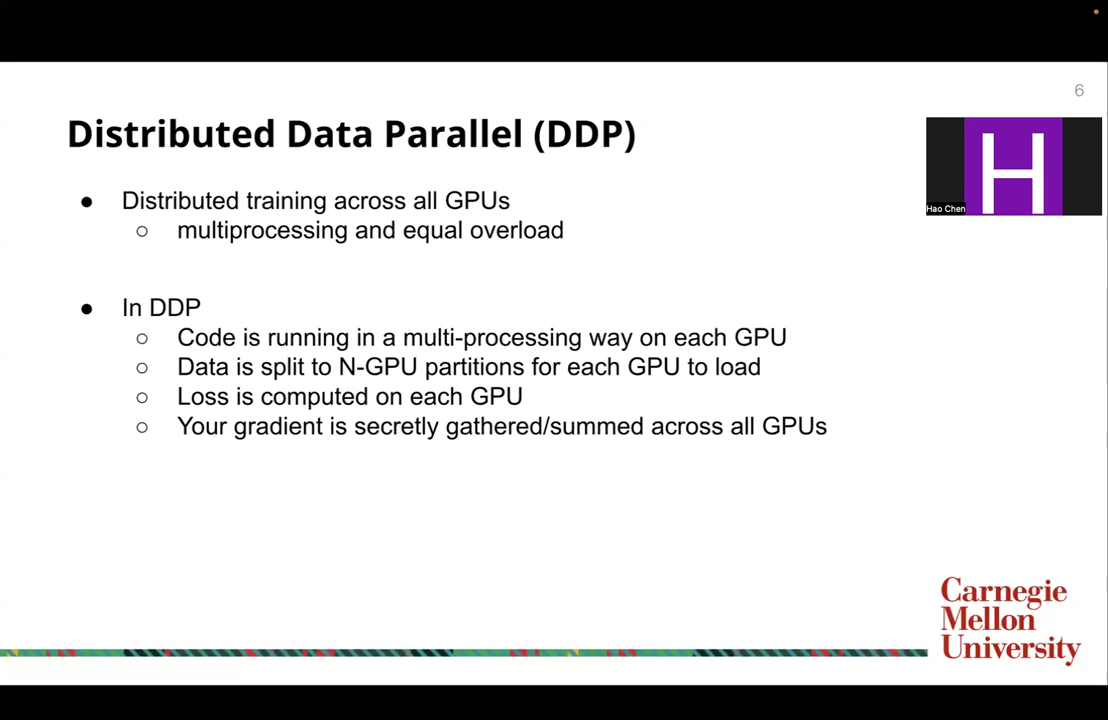 6
Distributed Data Parallel (DDP)
● Distributed training across all GPUs
○ multiprocessing and equal overload
● In DDP
○ Code is running in a multi-processing way on each GPU
○ Data is split to N-GPU partitions for each GPU to load
○ Loss is computed on each GPU
○ Your gradient is secretly gathered/summed across all GPUs
H
Hao Chen
Carnegie
Mellon
University